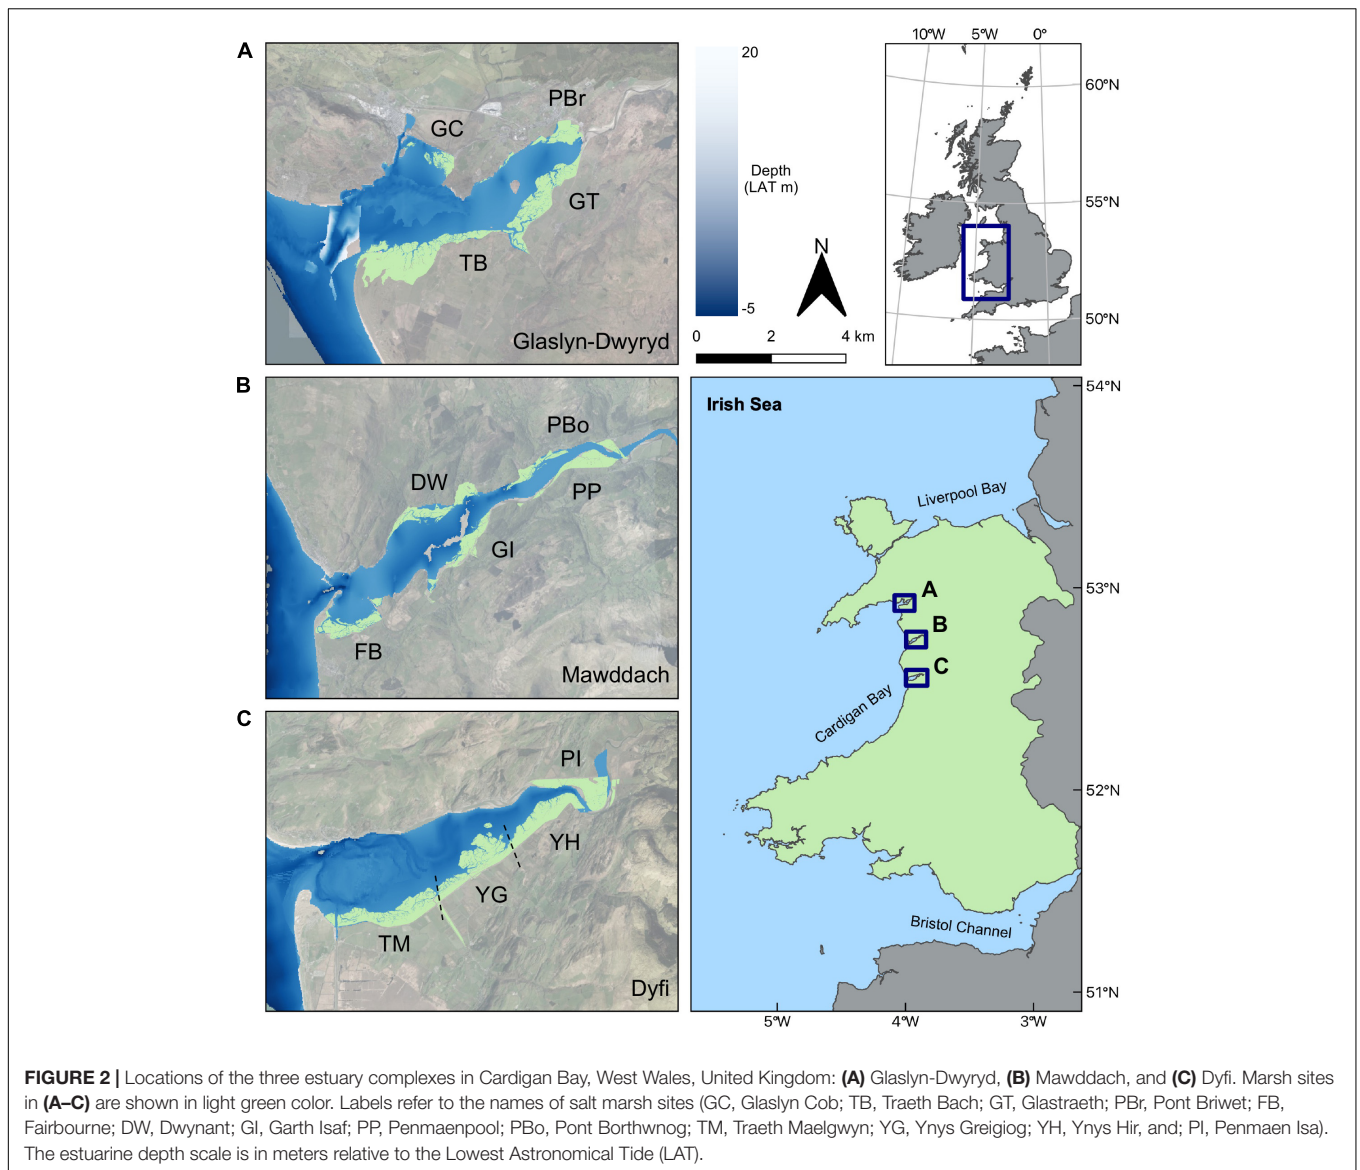 A
PBr
GC
GT
TB
Glaslyn-Dwyryd
20
Depth
(LAT m)
-5
N
0 2 4 km
10°W 5°W 0°
60°N
55°N
50°N
B
PBo
DW
PP
GI
FB
Mawddach
C
PI
YH
YG
TM
Dyfi
Irish Sea
54°N
Liverpool Bay
53°N
A
B
C
Cardigan Bay
52°N
Bristol Channel
51°N
5°W 4°W 3°W
FIGURE 2 | Locations of the three estuary complexes in Cardigan Bay, West Wales, United Kingdom: (A) Glaslyn-Dwyryd, (B) Mawddach, and (C) Dyfi. Marsh sites
in (A–C) are shown in light green color. Labels refer to the names of salt marsh sites (GC, Glaslyn Cob; TB, Traeth Bach; GT, Glastraeth; PBr, Pont Briwet; FB,
Fairbourne; DW, Dwynant; GI, Garth Isaf; PP, Penmaenpool; PBo, Pont Borthwnog; TM, Traeth Maelgwyn; YG, Ynys Greigiog; YH, Ynys Hir, and; PI, Penmaen Isa).
The estuarine depth scale is in meters relative to the Lowest Astronomical Tide (LAT).